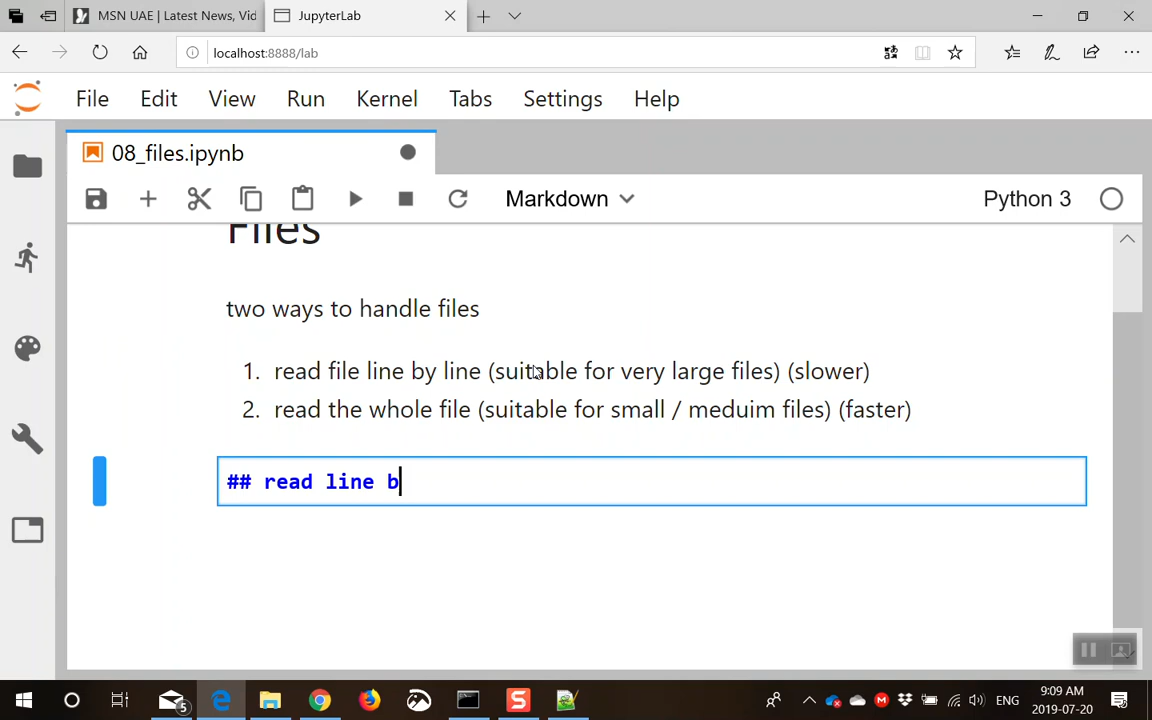 MSN UAE | Latest News, Vid
JupyterLab
localhost:8888/lab
File Edit View Run Kernel Tabs Settings Help
08_files.ipynb
Markdown
Python 3
Files
two ways to handle files
1. read file line by line (suitable for very large files) (slower)
2. read the whole file (suitable for small / meduim files) (faster)
## read line b
5
S
M
ENG
9:09 AM
2019-07-20